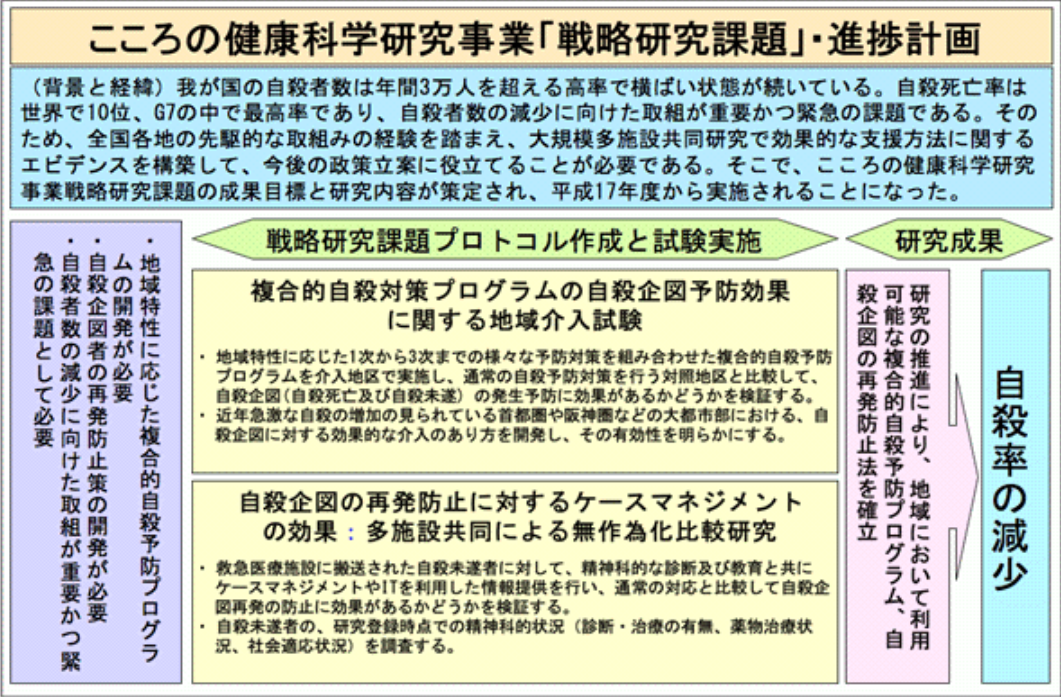 こころの健康科学研究事業「戦略研究課題」・進捗計画
（背景と経緯）我が国の自殺者数は年間3万人を超える高率で横ばい状態が続いている。自殺死亡率は
世界で10位、G7の中で最高率であり、自殺者数の減少に向けた取組が重要かつ緊急の課題である。その
ため、全国各地の先駆的な取組みの経験を踏まえ、大規模多施設共同研究で効果的な支援方法に関する
エビデンスを構築して、今後の政策立案に役立てることが必要である。そこで、こころの健康科学研究
事業戦略研究課題の成果目標と研究内容が策定され、平成17年度から実施されることになった。
・地域特性に応じた複合的自殺予防プログラ
ムの開発が必要
・自殺企図者の再発防止策の開発が必要
・自殺者数の減少に向けた取組が重要かつ緊
急の課題として必要
戦略研究課題プロトコル作成と試験実施
複合的自殺対策プログラムの自殺企図予防効果
に関する地域介入試験
・ 地域特性に応じた1次から3次までの様々な予防対策を組み合わせた複合的自殺予防
プログラムを介入地区で実施し、通常の自殺予防対策を行う対照地区と比較して、
自殺企図（自殺死亡及び自殺未遂）の発生予防に効果があるかどうかを検証する。
・ 近年急激な自殺の増加の見られている首都圏や阪神圏などの大都市部における、自
殺企図に対する効果的な介入のあり方を開発し、その有効性を明らかにする。
自殺企図の再発防止に対するケースマネジメント
の効果：多施設共同による無作為化比較研究
・ 救急医療施設に搬送された自殺未遂者に対して、精神科的な診断及び教育と共に
ケースマネジメントやITを利用した情報提供を行い、通常の対応と比較して自殺企
図再発の防止に効果があるかどうかを検証する。
・ 自殺未遂者の、研究登録時点での精神科的状況（診断・治療の有無、薬物治療状
況、社会適応状況）を調査する。
研究成果
研究の推進により、地域において利用
可能な複合的自殺予防プログラム、自
殺企図の再発防止法を確立
自殺率の減少